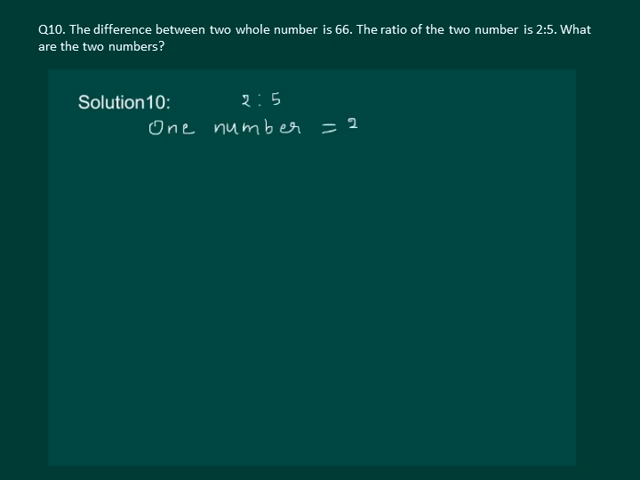 Q10. The difference between two whole number is 66. The ratio of the two number is 2:5. What
are the two numbers?
Solution10: 2 : 5
One number = 2